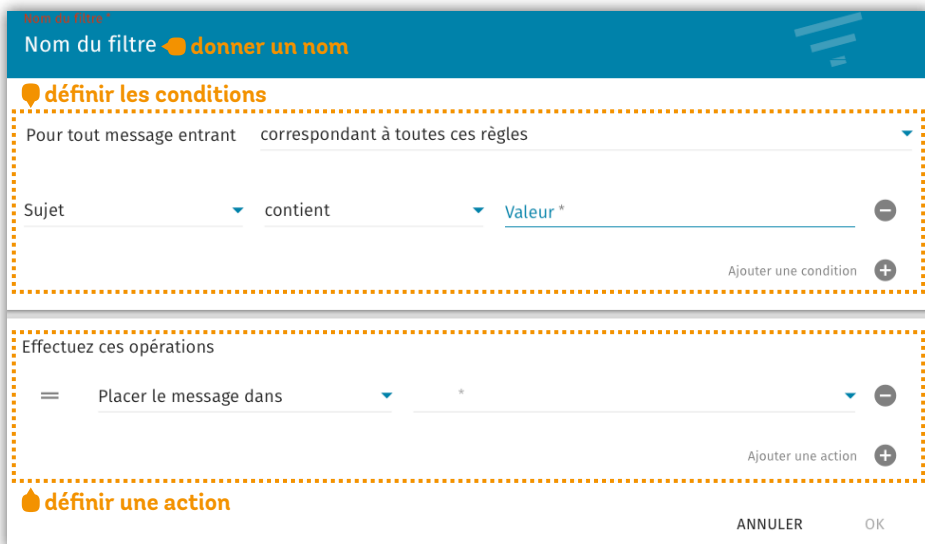 Nom du filtre *
Nom du filtre donner un nom
définir les conditions
Pour tout message entrant correspondant à toutes ces règles
Sujet contient Valeur *
Ajouter une condition
Effectuez ces opérations
Placer le message dans *
Ajouter une action
définir une action
ANNULER OK